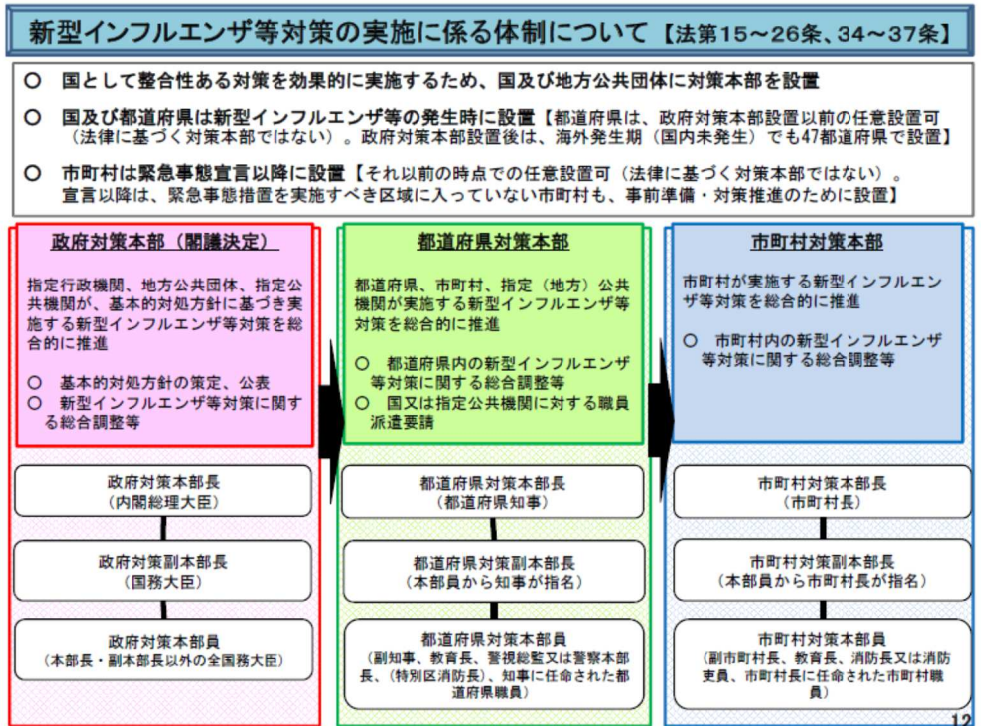 新型インフルエンザ等対策の実施に係る体制について【法第15～26条、34～37条】
○ 国として整合性ある対策を効果的に実施するため、国及び地方公共団体に対策本部を設置
○ 国及び都道府県は新型インフルエンザ等の発生時に設置【都道府県は、政府対策本部設置以前の任意設置可
（法律に基づく対策本部ではない）。政府対策本部設置後は、海外発生期（国内未発生）でも47都道府県で設置】
○ 市町村は緊急事態宣言以降に設置【それ以前の時点での任意設置可（法律に基づく対策本部ではない）。
宣言以降は、緊急事態措置を実施すべき区域に入っていない市町村も、事前準備・対策推進のために設置】
政府対策本部（閣議決定）
指定行政機関、地方公共団体、指定公
共機関が、基本的対処方針に基づき実
施する新型インフルエンザ等対策を総
合的に推進
○ 基本的対処方針の策定、公表
○ 新型インフルエンザ等対策に関す
る総合調整等
政府対策本部長
（内閣総理大臣）
政府対策副本部長
（国務大臣）
政府対策本部員
（本部長・副本部長以外の全国務大臣）
都道府県対策本部
都道府県、市町村、指定（地方）公共
機関が実施する新型インフルエンザ等
対策を総合的に推進
○ 都道府県内の新型インフルエンザ
等対策に関する総合調整等
○ 国又は指定公共機関に対する職員
派遣要請
都道府県対策本部長
（都道府県知事）
都道府県対策副本部長
（本部員から知事が指名）
都道府県対策本部員
（副知事、教育長、警視総監又は警察本部
長、（特別区消防長）、知事に任命された都
道府県職員）
市町村対策本部
市町村が実施する新型インフルエン
ザ等対策を総合的に推進
○ 市町村内の新型インフルエンザ
等対策に関する総合調整等
市町村対策本部長
（市町村長）
市町村対策副本部長
（本部員から市町村長が指名）
市町村対策本部員
（副市町村長、教育長、消防長又は消防
吏員、市町村長に任命された市町村職
員）
12